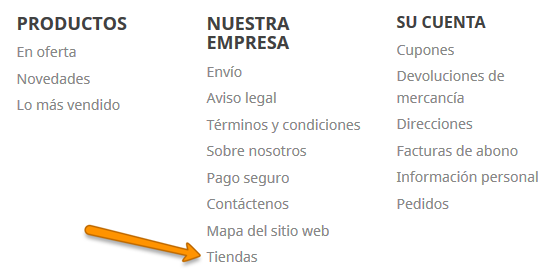 PRODUCTOS
En oferta
Novedades
Lo más vendido
NUESTRA
EMPRESA
Envío
Aviso legal
Términos y condiciones
Sobre nosotros
Pago seguro
Contáctenos
Mapa del sitio web
Tiendas
SU CUENTA
Cupones
Devoluciones de
mercancía
Direcciones
Facturas de abono
Información personal
Pedidos